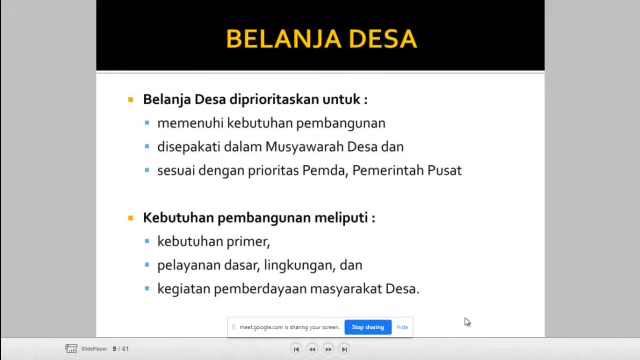 BELANJA DESA
Belanja Desa diprioritaskan untuk :
memenuhi kebutuhan pembangunan
disepakati dalam Musyawarah Desa dan
sesuai dengan prioritas Pemda, Pemerintah Pusat
Kebutuhan pembangunan meliputi :
kebutuhan primer,
pelayanan dasar, lingkungan, dan
kegiatan pemberdayaan masyarakat Desa.
meet.google.com is sharing your screen. Stop sharing Hide
SlidePlayer 9 / 41